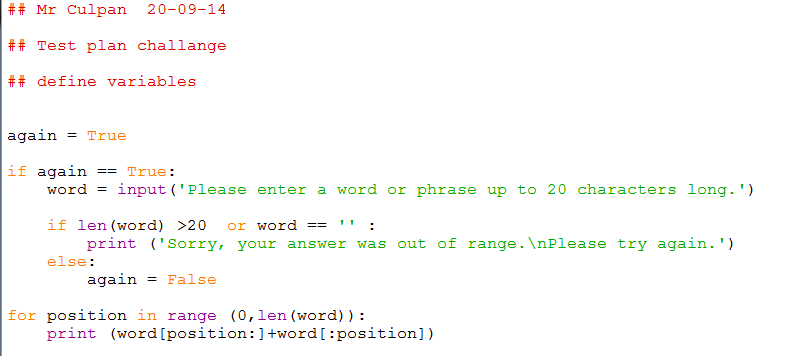 ## Mr Culpan  20-09-14
## Test plan challange
## define variables
again = True
if again == True:
    word = input('Please enter a word or phrase up to 20 characters long.')
    if len(word) >20  or word == '' :
        print ('Sorry, your answer was out of range.\nPlease try again.')
    else:
        again = False
for position in range (0,len(word)):
    print (word[position:]+word[:position])